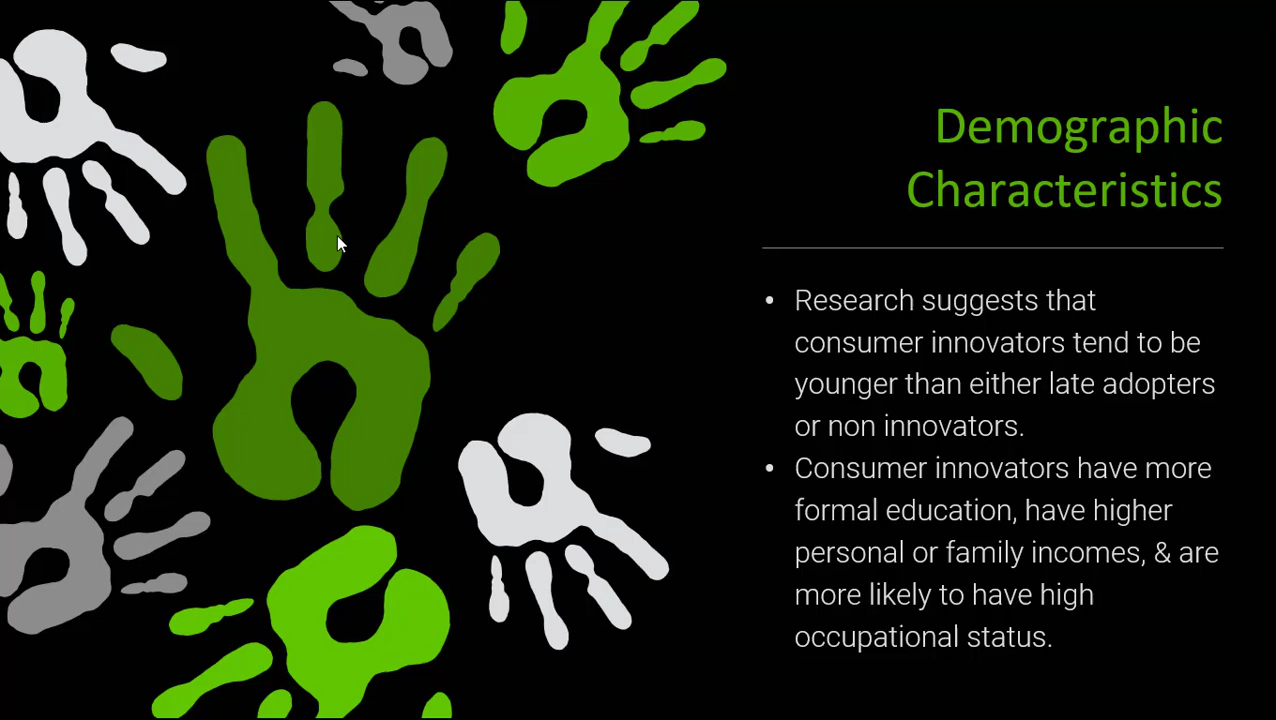 Demographic
Characteristics
• Research suggests that
consumer innovators tend to be
younger than either late adopters
or non innovators.
• Consumer innovators have more
formal education, have higher
personal or family incomes, & are
more likely to have high
occupational status.